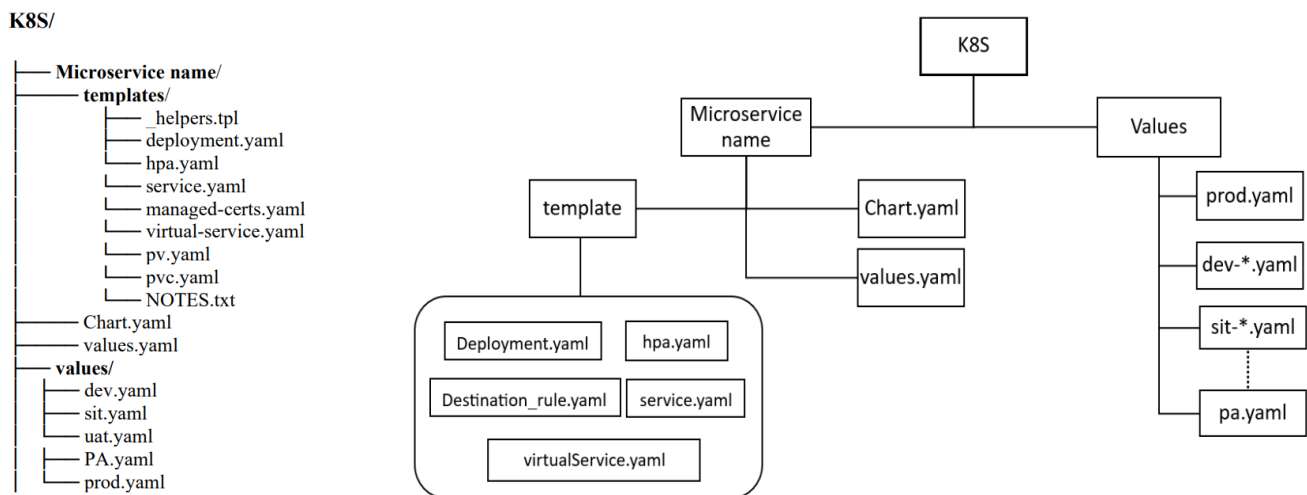 K8S/
Microservice name/
templates/
_helpers.tpl
deployment.yaml
hpa.yaml
service.yaml
managed-certs.yaml
virtual-service.yaml
pv.yaml
pvc.yaml
NOTES.txt
Chart.yaml
values.yaml
values/
dev.yaml
sit.yaml
uat.yaml
PA.yaml
prod.yaml
K8S
Microservice
name
Values
template
Chart.yaml
values.yaml
prod.yaml
dev-*.yaml
sit-*.yaml
pa.yaml
Deployment.yaml
hpa.yaml
Destination_rule.yaml
service.yaml
virtualService.yaml